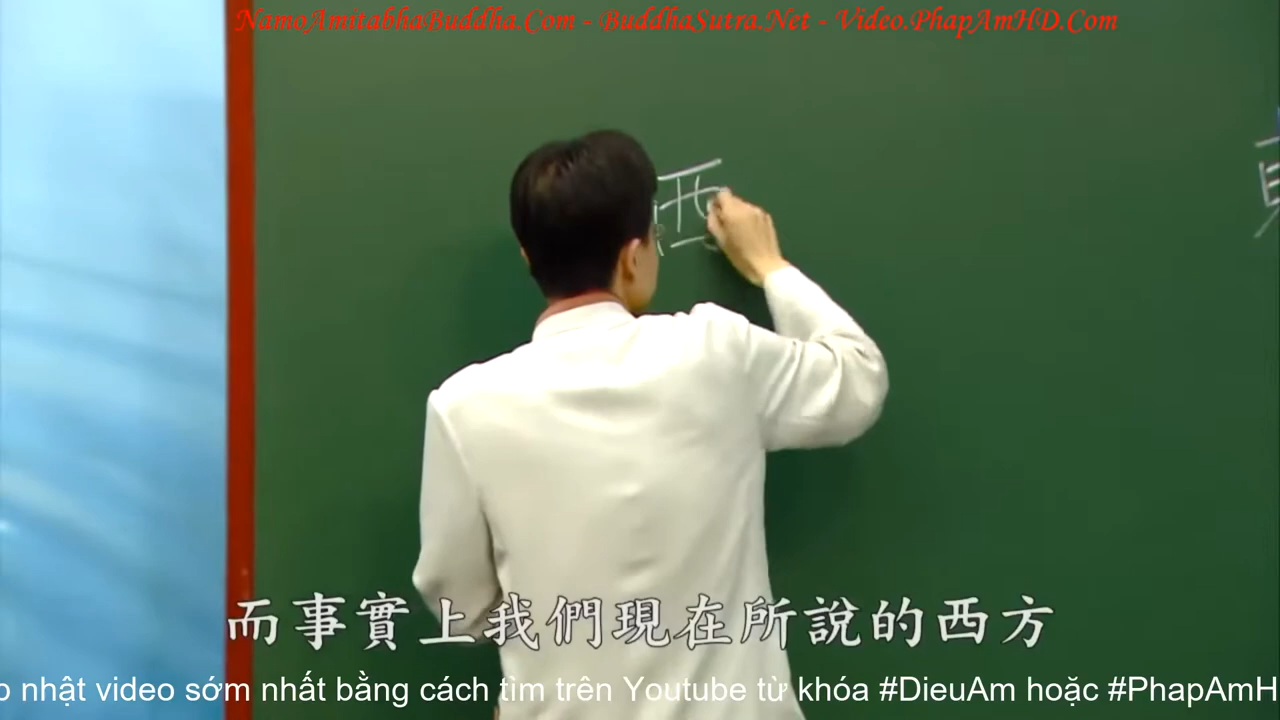 NamoAmitabhaBuddha.Com - BuddhaSutra.Net - Video.PhapAmHD.Com
西
而事實上我們現在所說的西方
nhật video sớm nhất bằng cách tìm trên Youtube từ khóa #DieuAm hoặc #PhapAmH